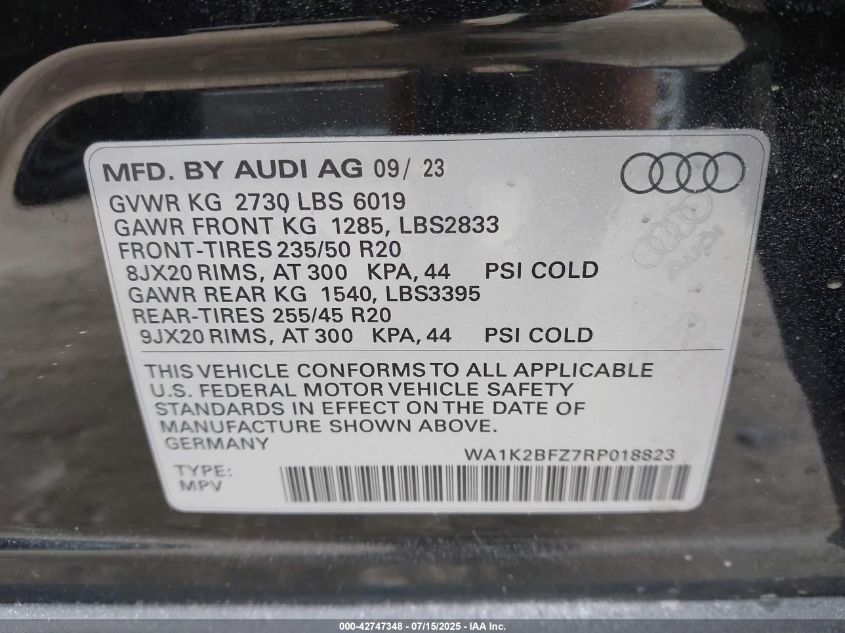 MFD. BY AUDI AG 09/ 23
GVWR KG 2730 LBS 6019
GAWR FRONT KG 1285, LBS2833
FRONT-TIRES 235/50 R20
8JX20 RIMS, AT 300 KPA, 44 PSI COLD
GAWR REAR KG 1540, LBS3395
REAR-TIRES 255/45 R20
9JX20 RIMS, AT 300 KPA, 44 PSI COLD
Audi
THIS VEHICLE CONFORMS TO ALL APPLICABLE
U.S. FEDERAL MOTOR VEHICLE SAFETY
STANDARDS IN EFFECT ON THE DATE OF
MANUFACTURE SHOWN ABOVE.
GERMANY
WA1K2BFZ7RP018823
TYPE:
MPV
000-42747348 - 07/15/2025 - IAA Inc.